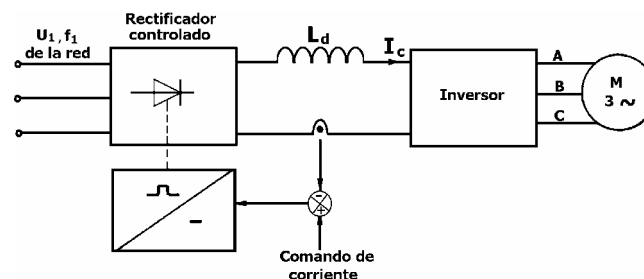 Rectificador
controlado
U₁, f₁
de la red
L_d
I_c
Inversor
A
B
C
M
3 ~
-
+
-
Comando de
corriente